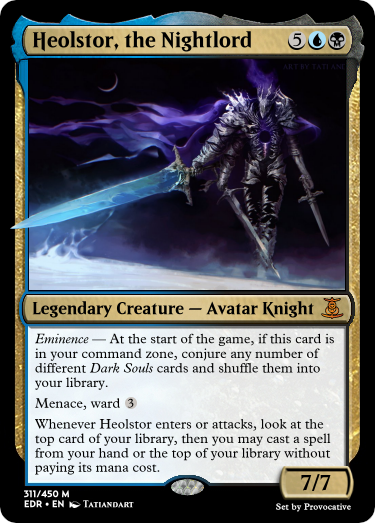 Heolstor, the Nightlord 5
ART BY TATIANDART
Legendary Creature — Avatar Knight
Eminence — At the start of the game, if this card is
in your command zone, conjure any number of
different Dark Souls cards and shuffle them into
your library.
Menace, ward 3
Whenever Heolstor enters or attacks, look at the
top card of your library, then you may cast a spell
from your hand or the top of your library without
paying its mana cost.
7/7
311/450 M
EDR • EN Tatiandart
Set by Provocative